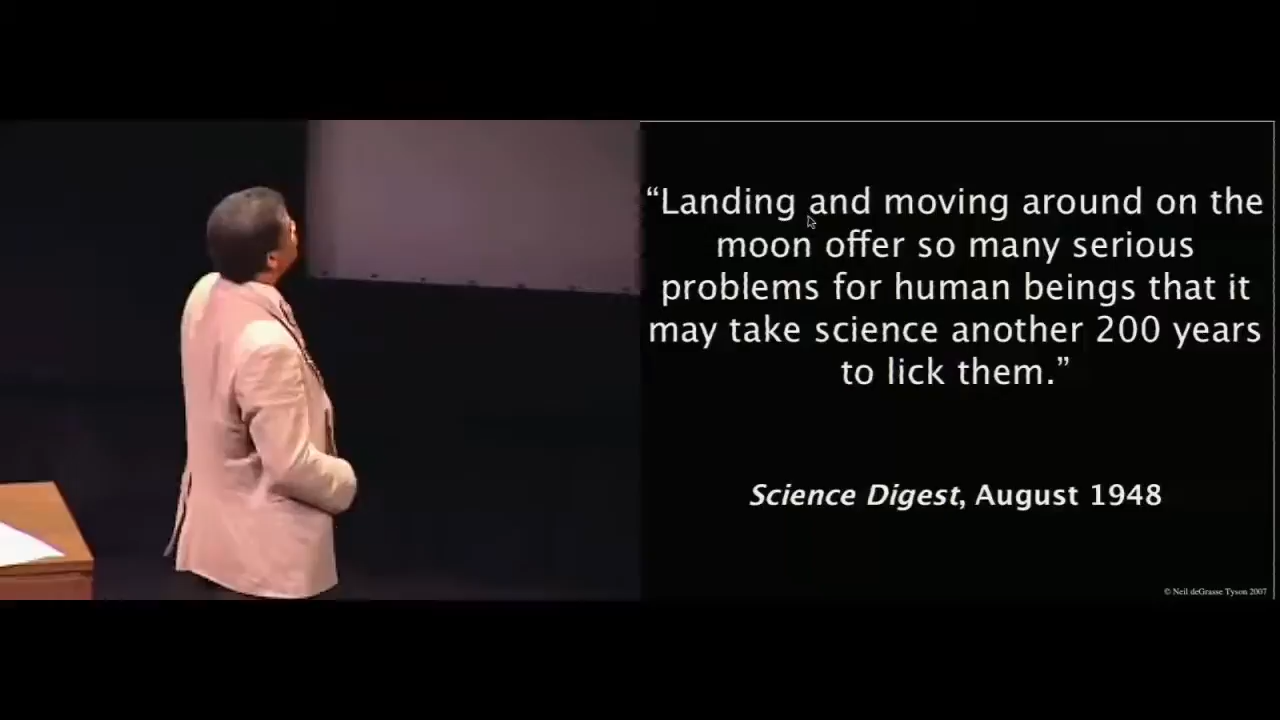 “Landing and moving around on the
moon offer so many serious
problems for human beings that it
may take science another 200 years
to lick them.”
Science Digest, August 1948
© Neil deGrasse Tyson 2007